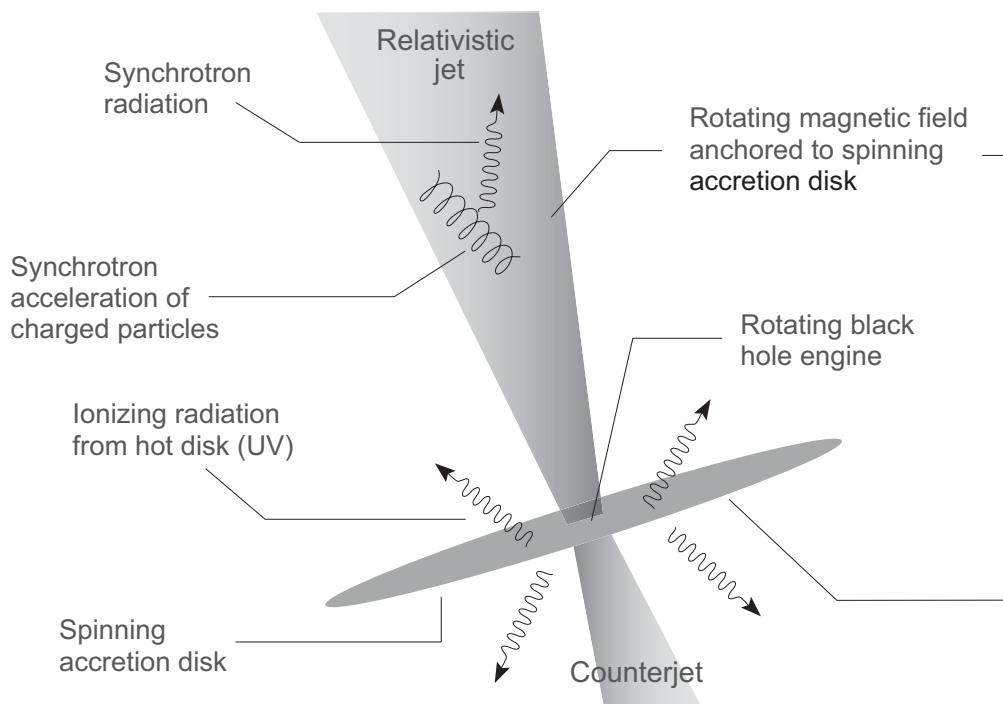 Relativistic
jet
Synchrotron
radiation
Rotating magnetic field
anchored to spinning
accretion disk
Synchrotron
acceleration of
charged particles
Rotating black
hole engine
Ionizing radiation
from hot disk (UV)
Spinning
accretion disk
Counterjet